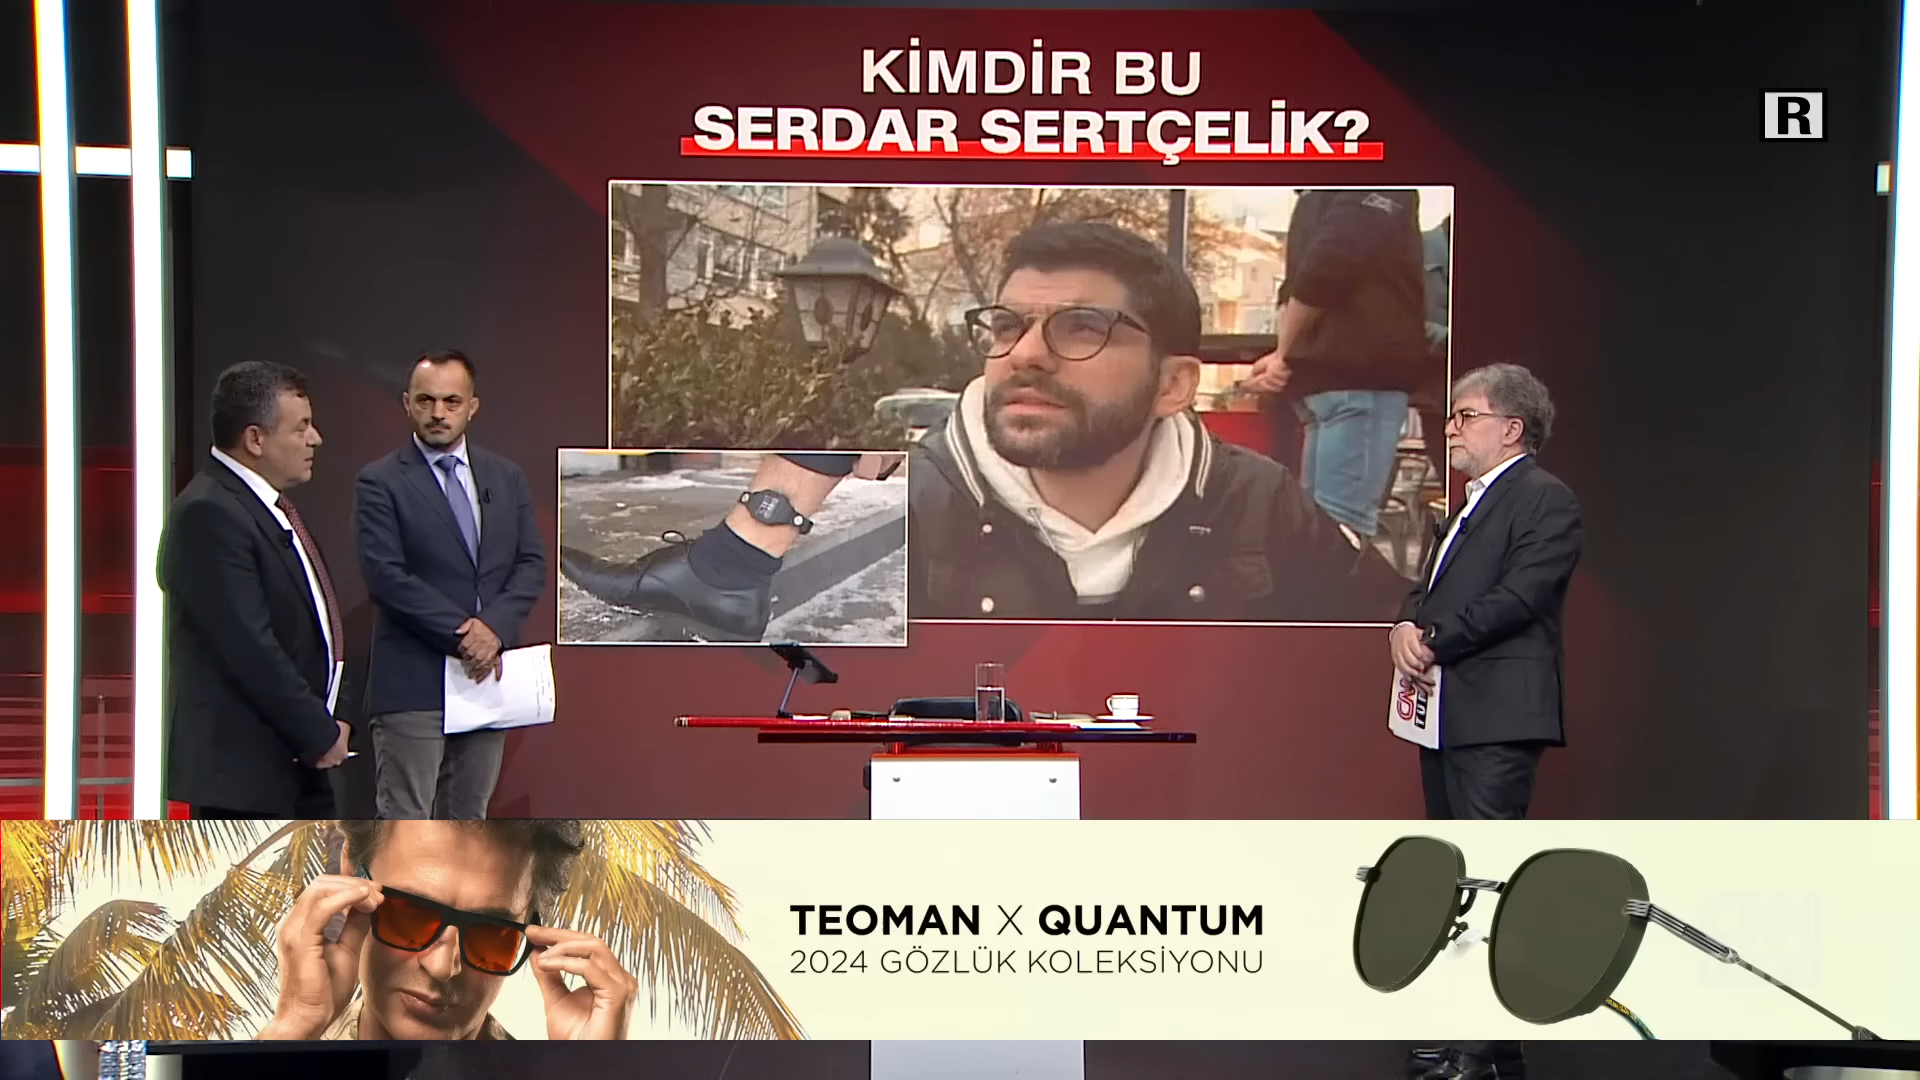 KİMDİR BU
SERDAR SERTÇELİK?
R
TEOMAN X QUANTUM
2024 GÖZLÜK KOLEKSİYONU